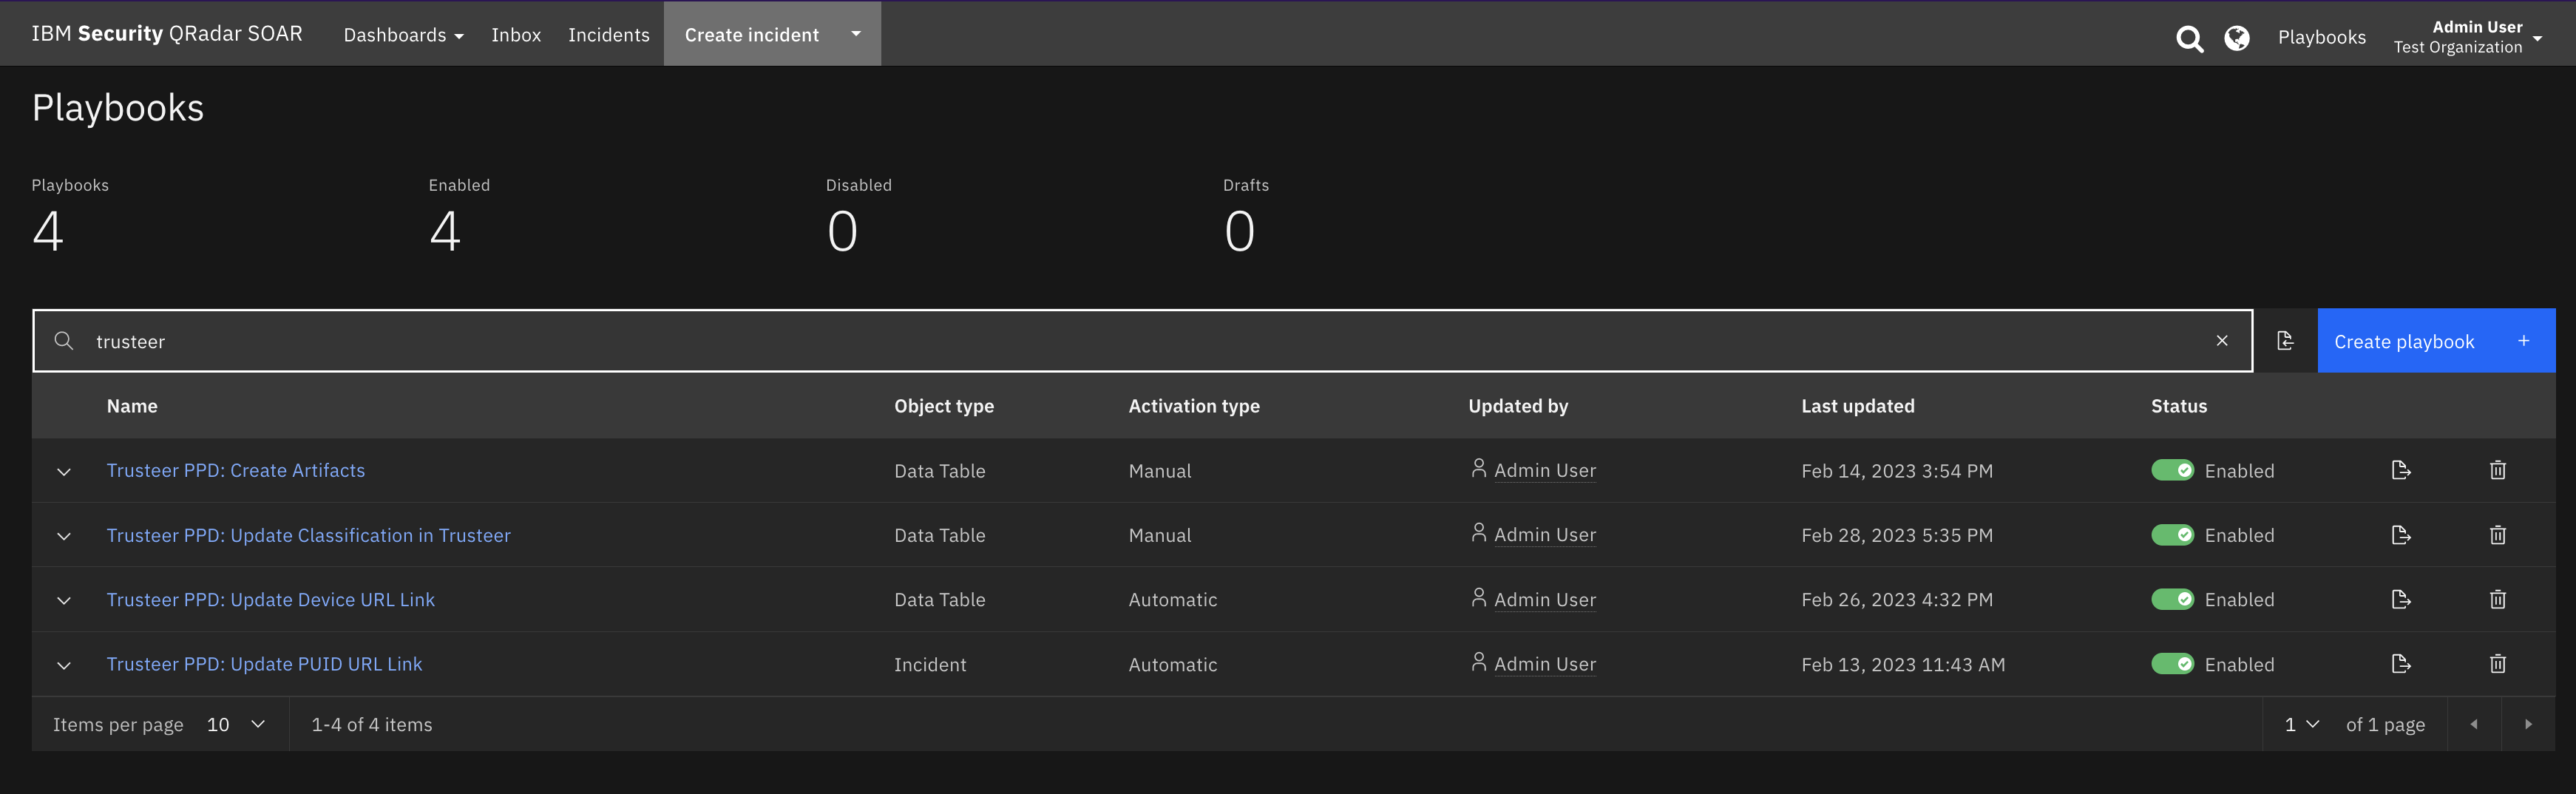 IBM Security QRadar SOAR Dashboards Inbox Incidents Create incident Playbooks Admin User
Test Organization
Playbooks
Playbooks Enabled Disabled Drafts
4 4 0 0
trusteer Create playbook +
Name Object type Activation type Updated by Last updated Status
Trusteer PPD: Create Artifacts Data Table Manual Admin User Feb 14, 2023 3:54 PM Enabled
Trusteer PPD: Update Classification in Trusteer Data Table Manual Admin User Feb 28, 2023 5:35 PM Enabled
Trusteer PPD: Update Device URL Link Data Table Automatic Admin User Feb 26, 2023 4:32 PM Enabled
Trusteer PPD: Update PUID URL Link Incident Automatic Admin User Feb 13, 2023 11:43 AM Enabled
Items per page 10 1-4 of 4 items 1 of 1 page